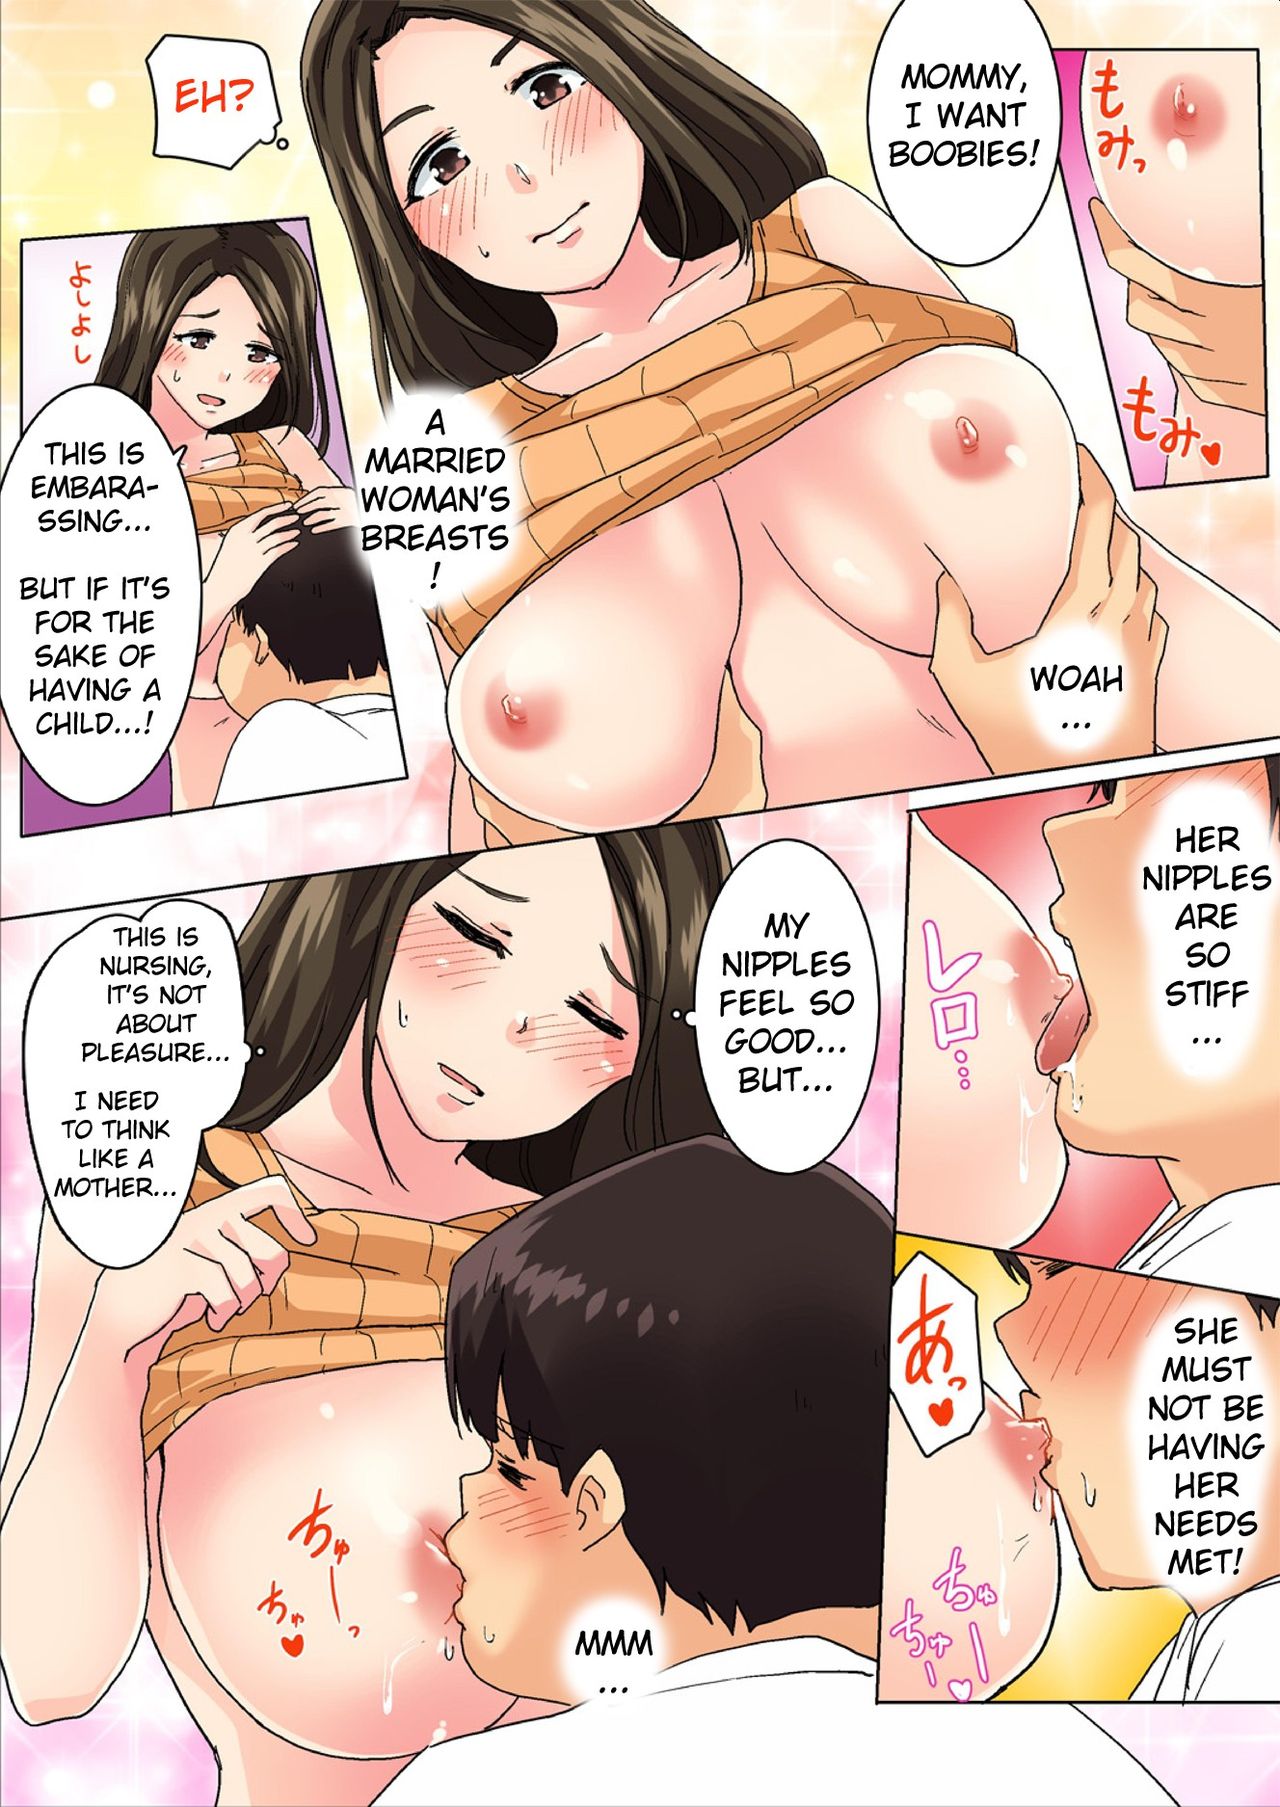 もみっ
もみ♥
MOMMY,
I WANT
BOOBIES!
WOAH
...
A
MARRIED
WOMAN'S
BREASTS
!
EH?
よしよし
THIS IS
EMBARA-
SSING...
BUT IF IT'S
FOR THE
SAKE OF
HAVING A
CHILD...!
HER
NIPPLES
ARE
SO
STIFF
...
レロ…
SHE
MUST
NOT BE
HAVING
HER
NEEDS
MET!
あっ♥
ちゅー
ちゅー♥
MY
NIPPLES
FEEL SO
GOOD...
BUT...
THIS IS
NURSING,
IT'S NOT
ABOUT
PLEASURE...
I NEED
TO THINK
LIKE A
MOTHER...
ちゅーっ
ちゅ♥
MMM
...